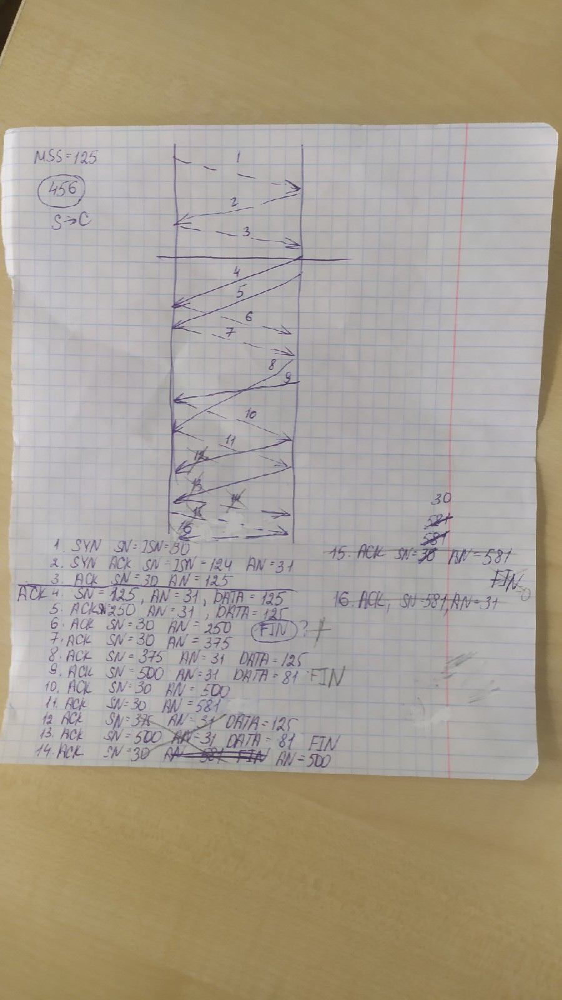 MSS=125
456
S→C
1
2
3
4
5
6
7
8
9
10
11
12
13
14
15
16
30
581
581
1. SYN SN=ISN=30
2. SYN ACK SN=ISN=124 AN=31
3. ACK SN=30 AN=125
ACK 4. SN=125, AN=31, DATA=125
5. ACK SN 250 AN=31, DATA=125
6. ACK SN=30 AN=250 FIN ?
7. ACK SN=30 AN=375
8. ACK SN=375 AN=31 DATA=125
9. ACK SN=500 AN=31 DATA=81 FIN
10. ACK SN=30 AN=500
11. ACK SN=30 AN=581
12 ACK SN=375 AN=31 DATA=125
13. ACK SN=500 AN=31 DATA=81 FIN
14. ACK SN=30 AN=581 FIN AN=500
15. ACK SN=30 AN=581
FIN
16. ACK, SN=581, AN=31